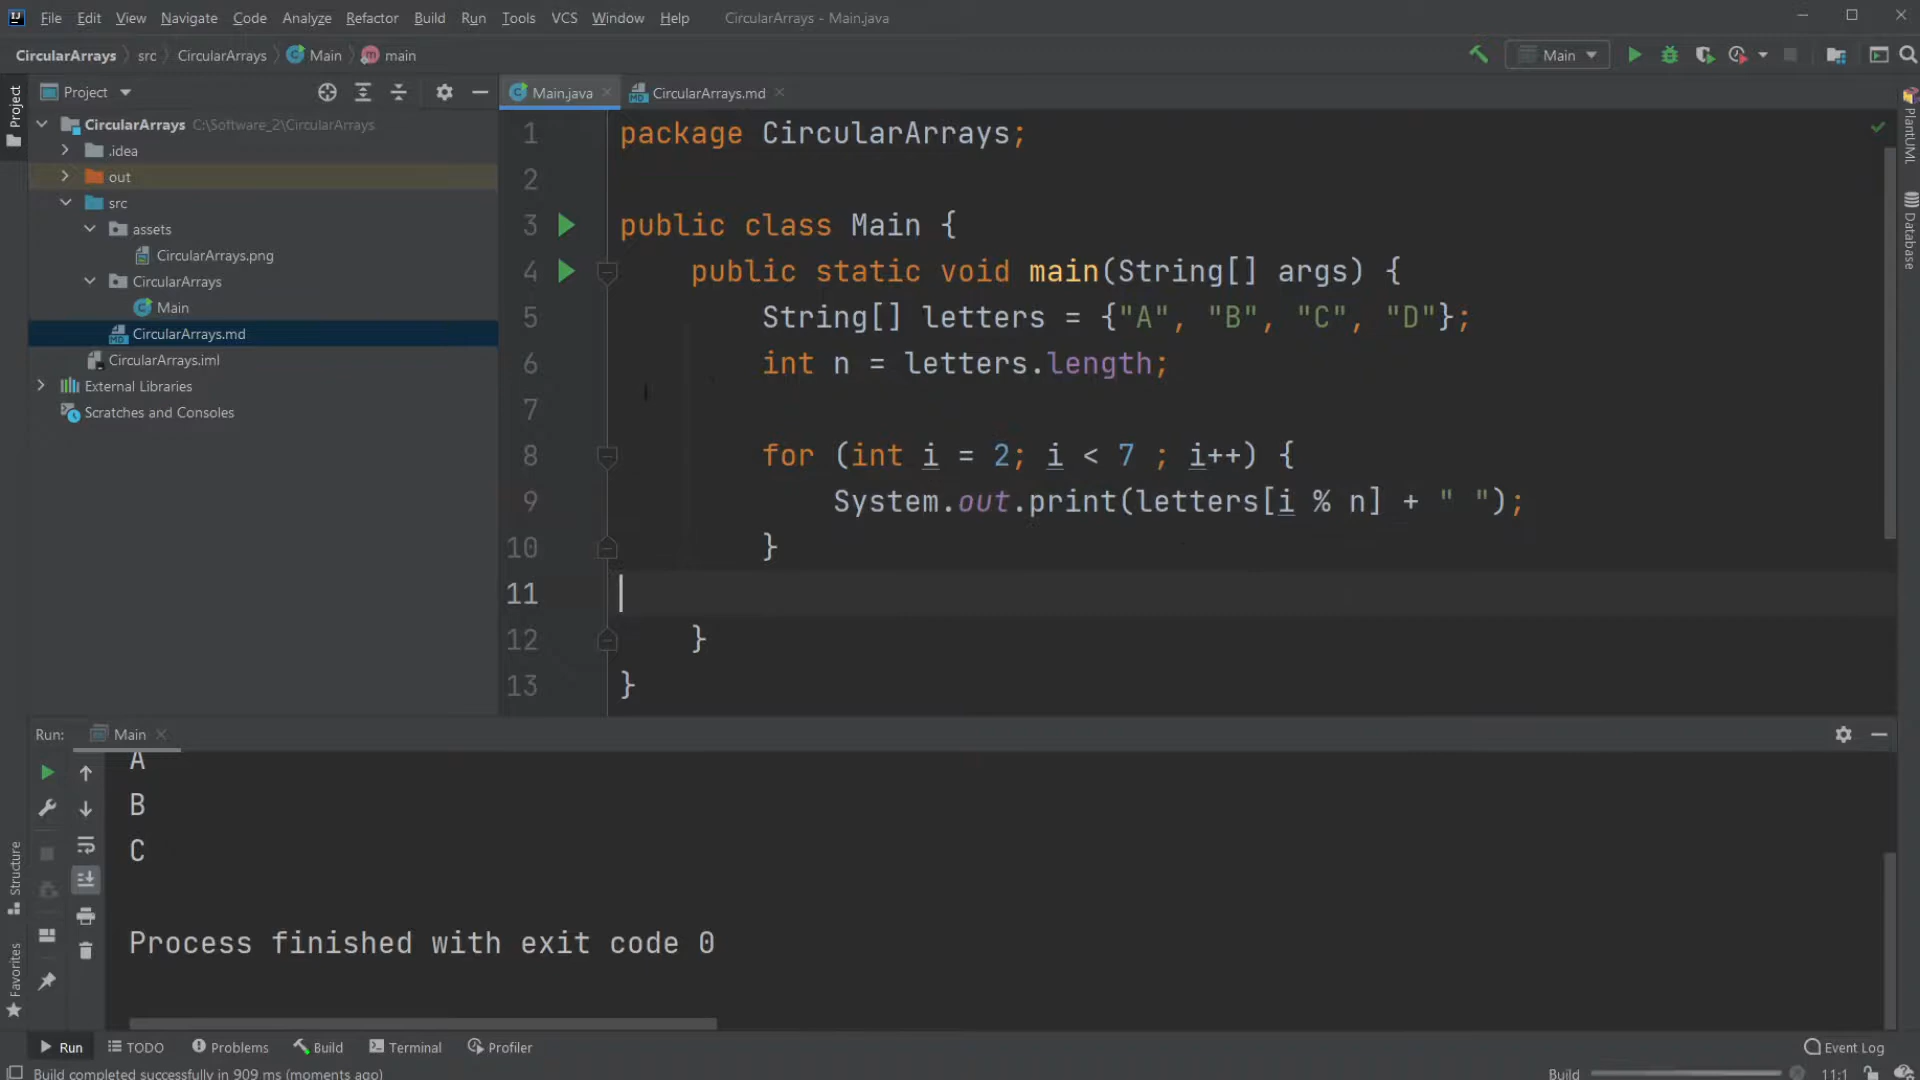 File Edit View Navigate Code Analyze Refactor Build Run Tools VCS Window Help CircularArrays - Main.java
CircularArrays src CircularArrays Main main Main
Project
Project
Main.java CircularArrays.md
CircularArrays C:\Software_2\CircularArrays
.idea
out
src
assets
CircularArrays.png
CircularArrays
Main
CircularArrays.md
CircularArrays.iml
External Libraries
Scratches and Consoles
1 package CircularArrays;
2
3 public class Main {
4 public static void main(String[] args) {
5 String[] letters = {"A", "B", "C", "D"};
6 int n = letters.length;
7
8 for (int i = 2; i < 7 ; i++) {
9 System.out.print(letters[i % n] + " ");
10 }
11
12 }
13 }
PlantUML
Database
Run: Main
A
B
C
Process finished with exit code 0
Structure
Favorites
Run TODO Problems Build Terminal Profiler Event Log
Build completed successfully in 909 ms (moments ago) Build 11:1